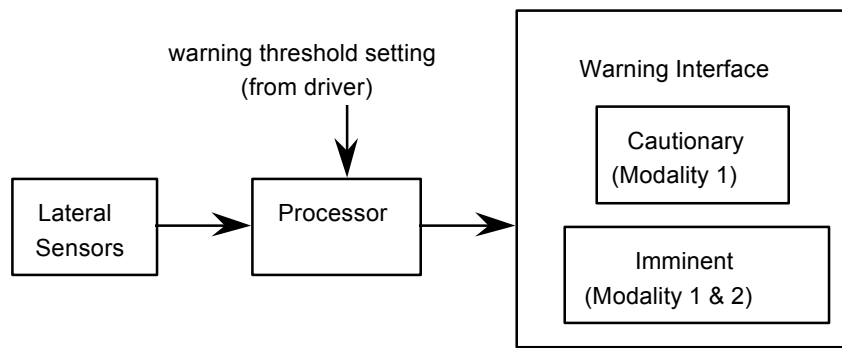 warning threshold setting
(from driver)
Lateral
Sensors
Processor
Warning Interface
Cautionary
(Modality 1)
Imminent
(Modality 1 & 2)